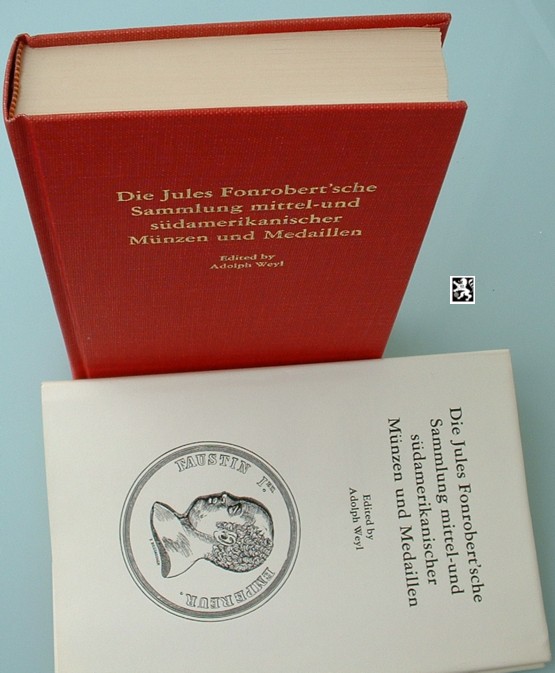 Die Jules Fonrobert'sche
Sammlung mittel-und
südamerikanischer
Münzen und Medaillen
Edited by
Adolph Weyl
Die Jules Fonrobert'sche
Sammlung mittel-und
südamerikanischer
Münzen und Medaillen
Edited by
Adolph Weyl
FAUSTIN 1ER.
EMPEREUR.